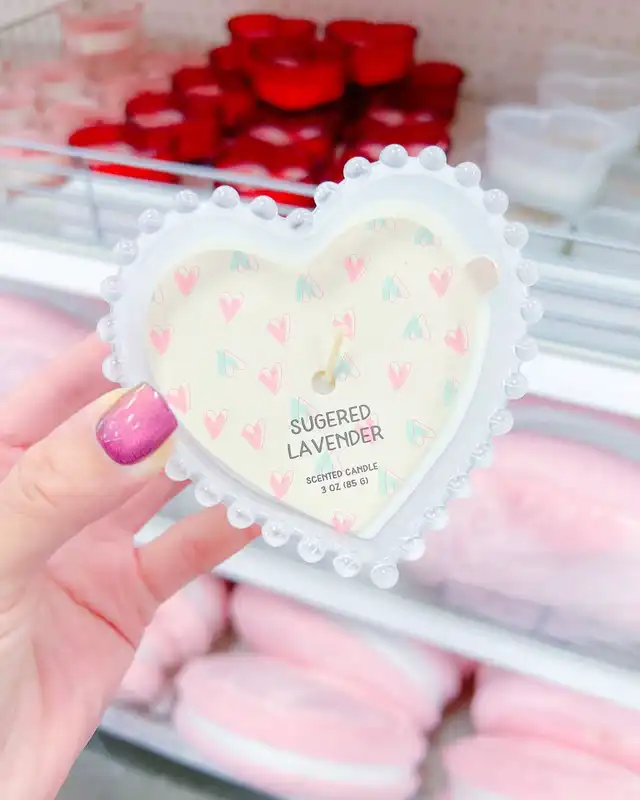 SUGERED
LAVENDER
SCENTED CANDLE
3 OZ (85 G)